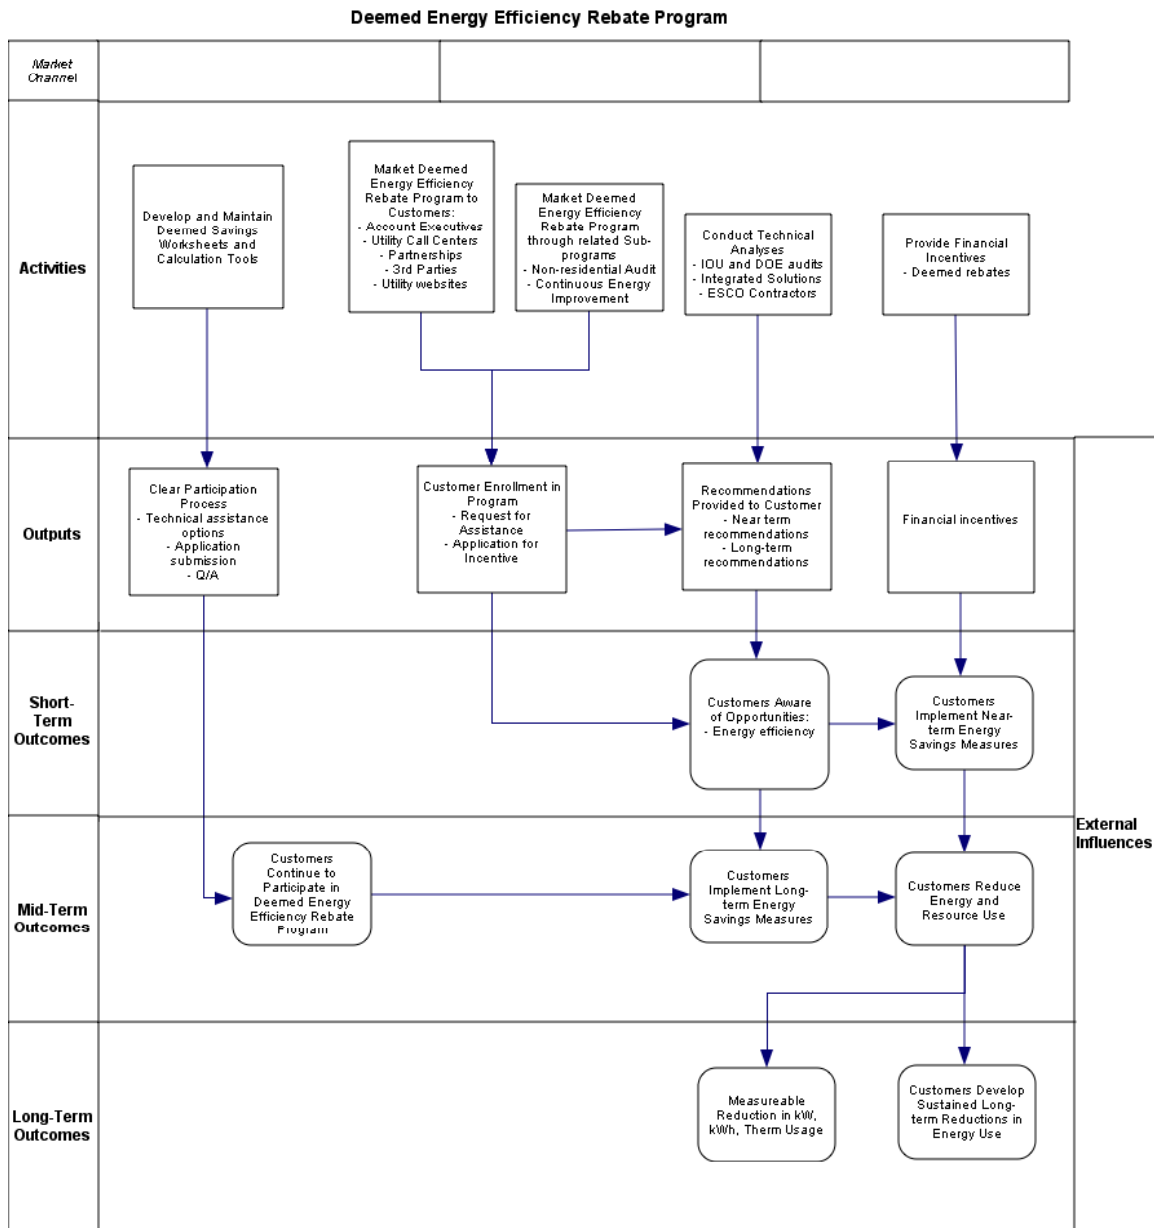 Deemed Energy Efficiency Rebate Program
Market
Channel
Activities
Develop and Maintain
Deemed Savings
Worksheets and
Calculation Tools
Market Deemed
Energy Efficiency
Rebate Program to
Customers:
- Account Executives
- Utility Call Centers
- Partnerships
- 3rd Parties
- Utility websites
Market Deemed
Energy Efficiency
Rebate Program
through related Sub-
programs
- Non-residential Audit
- Continuous Energy
Improvement
Conduct Technical
Analyses
- IOU and DOE audits
- Integrated Solutions
- ESCO Contractors
Provide Financial
Incentives
- Deemed rebates
Outputs
Clear Participation
Process
- Technical assistance
options
- Application
submission
- Q/A
Customer Enrollment in
Program
- Request for
Assistance
- Application for
Incentive
Recommendations
Provided to Customer
- Near term
recommendations
- Long-term
recommendations
Financial incentives
Short-
Term
Outcomes
Customers Aware
of Opportunities:
- Energy efficiency
Customers
Implement Near-
term Energy
Savings Measures
External
Influences
Mid-Term
Outcomes
Customers
Continue to
Participate in
Deemed Energy
Efficiency Rebate
Program
Customers
Implement Long-
term Energy
Savings Measures
Customers Reduce
Energy and
Resource Use
Long-Term
Outcomes
Measureable
Reduction in kW,
kWh, Therm Usage
Customers Develop
Sustained Long-
term Reductions in
Energy Use